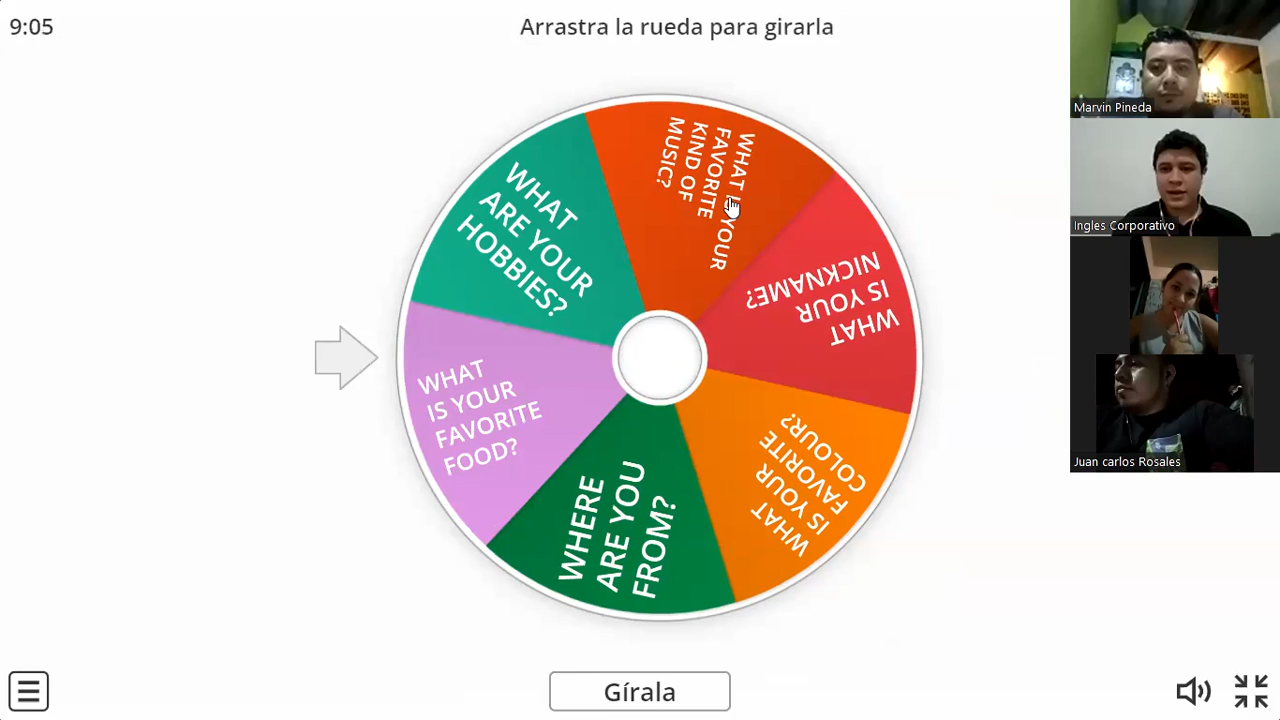 9:05
Arrastra la rueda para girarla
WHAT IS YOUR
FAVORITE
KIND OF
MUSIC?
WHAT
ARE YOUR
HOBBIES?
WHAT
IS YOUR
NICKNAME?
WHAT
IS YOUR
FAVORITE
FOOD?
WHERE
ARE YOU
FROM?
WHAT
IS YOUR
FAVORITE
COLOUR?
Gírala
Marvin Pineda
Ingles Corporativo
Juan carlos Rosales